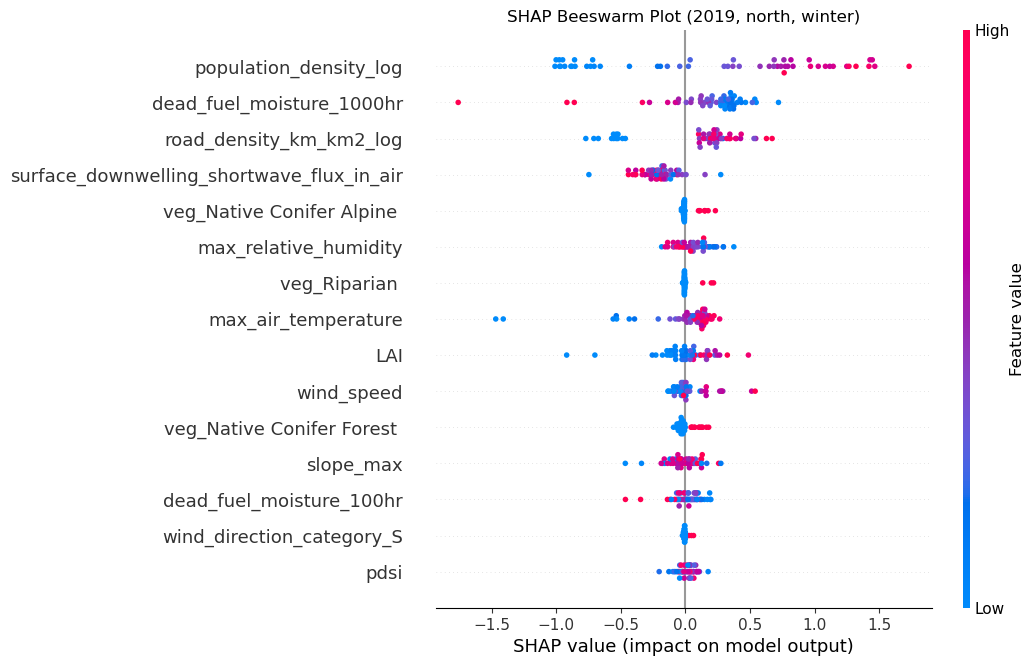 SHAP Beeswarm Plot (2019, north, winter)
High
population_density_log
dead_fuel_moisture_1000hr
road_density_km_km2_log
surface_downwelling_shortwave_flux_in_air
veg_Native Conifer Alpine
max_relative_humidity
veg_Riparian
max_air_temperature
LAI
wind_speed
veg_Native Conifer Forest
slope_max
dead_fuel_moisture_100hr
wind_direction_category_S
pdsi
Feature value
Low
−1.5 −1.0 −0.5 0.0 0.5 1.0 1.5
SHAP value (impact on model output)